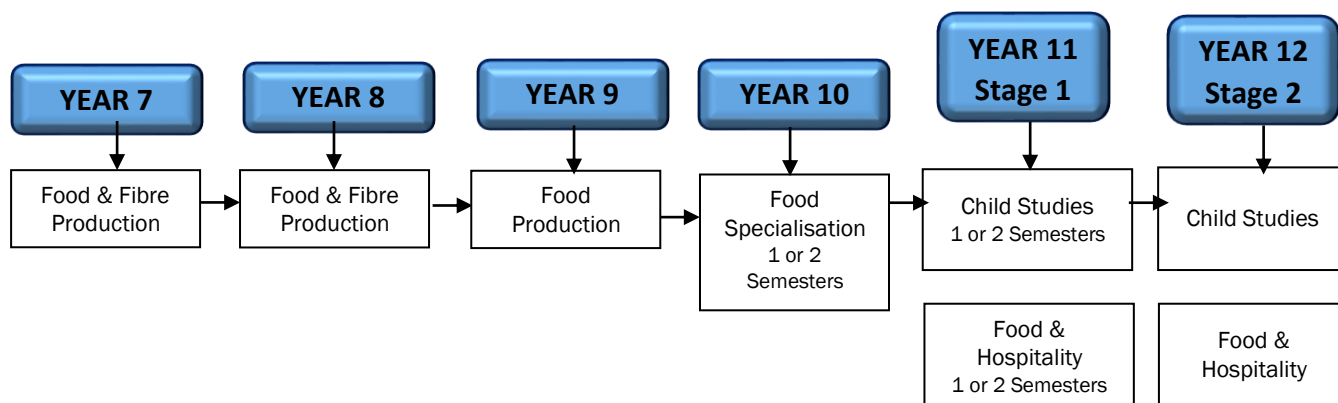 YEAR 7
YEAR 8
YEAR 9
YEAR 10
YEAR 11
Stage 1
YEAR 12
Stage 2
Food & Fibre
Production
Food & Fibre
Production
Food
Production
Food
Specialisation
1 or 2
Semesters
Child Studies
1 or 2 Semesters
Child Studies
Food &
Hospitality
1 or 2 Semesters
Food &
Hospitality